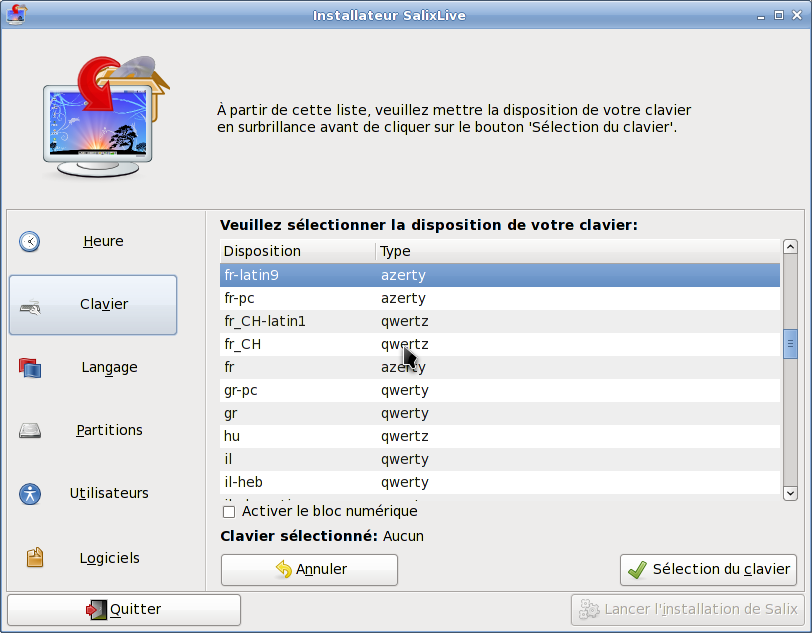 Installateur SalixLive
À partir de cette liste, veuillez mettre la disposition de votre clavier
en surbrillance avant de cliquer sur le bouton 'Sélection du clavier'.
Heure
Clavier
Langage
Partitions
Utilisateurs
Logiciels
Veuillez sélectionner la disposition de votre clavier:
Disposition Type
fr-latin9 azerty
fr-pc azerty
fr_CH-latin1 qwertz
fr_CH qwertz
fr azerty
gr-pc qwerty
gr qwerty
hu qwertz
il qwerty
il-heb qwerty
Activer le bloc numérique
Clavier sélectionné: Aucun
Annuler
Sélection du clavier
Quitter
Lancer l'installation de Salix